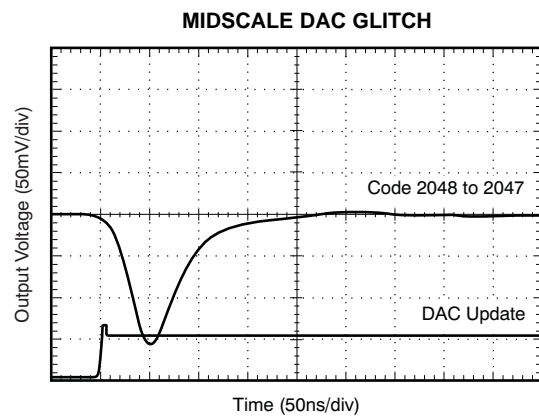 MIDSCALE DAC GLITCH
Output Voltage (50mV/div)
Code 2048 to 2047
DAC Update
Time (50ns/div)